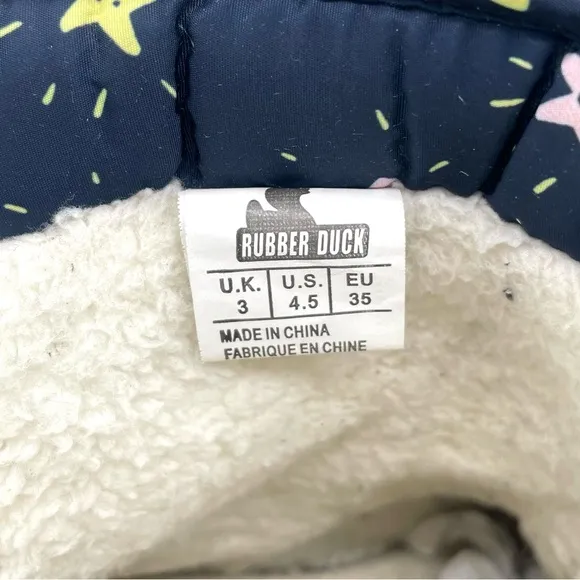 RUBBER DUCK
U.K. U.S. EU
3 4.5 35
MADE IN CHINA
FABRIQUE EN CHINE